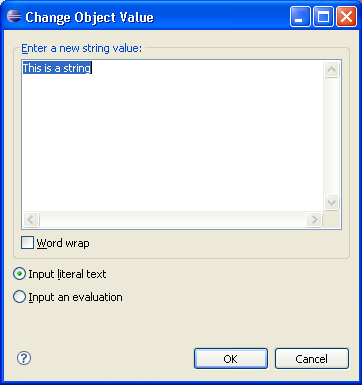 Change Object Value
Enter a new string value:
This is a string
Word wrap
Input literal text
Input an evaluation
?
OK
Cancel